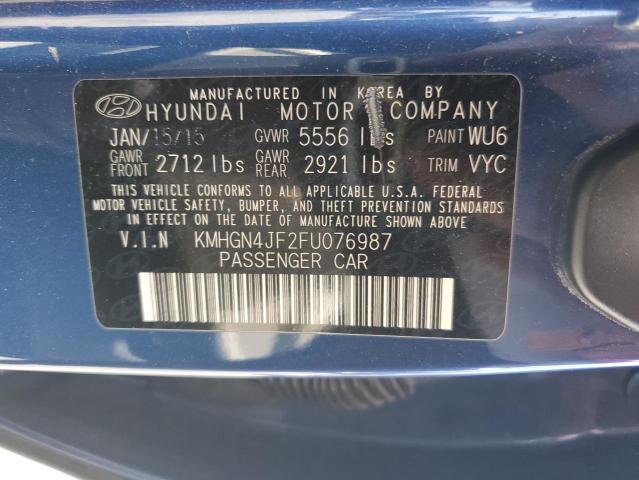 MANUFACTURED IN KOREA BY
HYUNDAI MOTOR COMPANY
JAN/15/15 GVWR 5556 lbs PAINT WU6
GAWR FRONT 2712 lbs GAWR REAR 2921 lbs TRIM VYC
THIS VEHICLE CONFORMS TO ALL APPLICABLE U.S.A. FEDERAL
MOTOR VEHICLE SAFETY, BUMPER, AND THEFT PREVENTION STANDARDS
IN EFFECT ON THE DATE OF MANUFACTURE SHOWN ABOVE.
V.I.N KMHGN4JF2FU076987
PASSENGER CAR